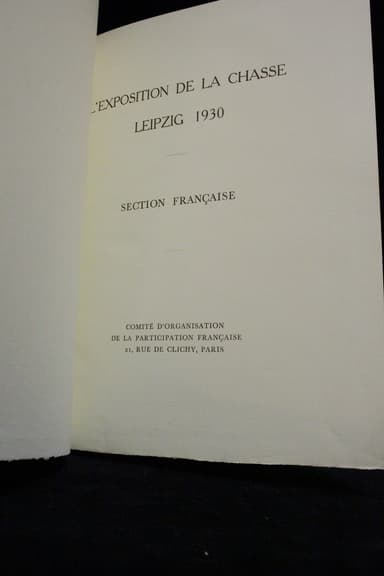 L'EXPOSITION DE LA CHASSE
LEIPZIG 1930
SECTION FRANÇAISE
COMITÉ D'ORGANISATION
DE LA PARTICIPATION FRANÇAISE
21, RUE DE CLICHY, PARIS